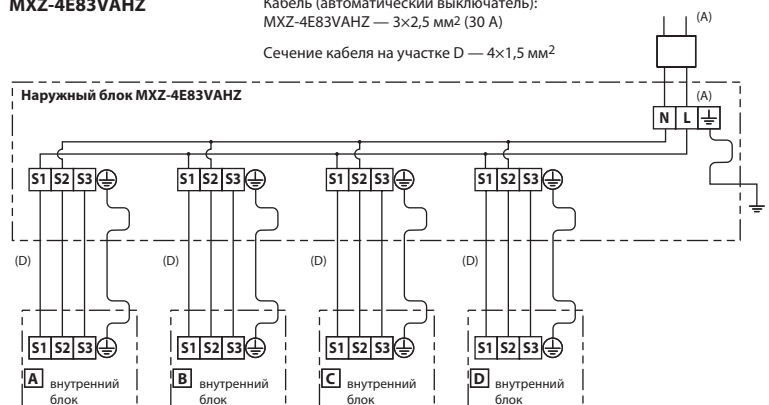 MXZ-4E83VAHZ
Кабель (автоматический выключатель):
MXZ-4E83VAHZ — 3×2,5 мм² (30 А)
Сечение кабеля на участке D — 4×1,5 мм²
(A)
Наружный блок MXZ-4E83VAHZ
(A)
N L
S1 S2 S3 S1 S2 S3 S1 S2 S3 S1 S2 S3
(D) (D) (D) (D)
S1 S2 S3 S1 S2 S3 S1 S2 S3 S1 S2 S3
A внутренний блок
B внутренний блок
C внутренний блок
D внутренний блок